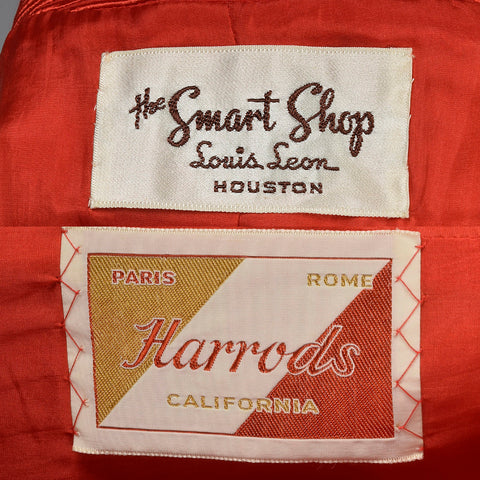 the Smart Shop
Louis Leon
HOUSTON
PARIS ROME
Harrods
CALIFORNIA